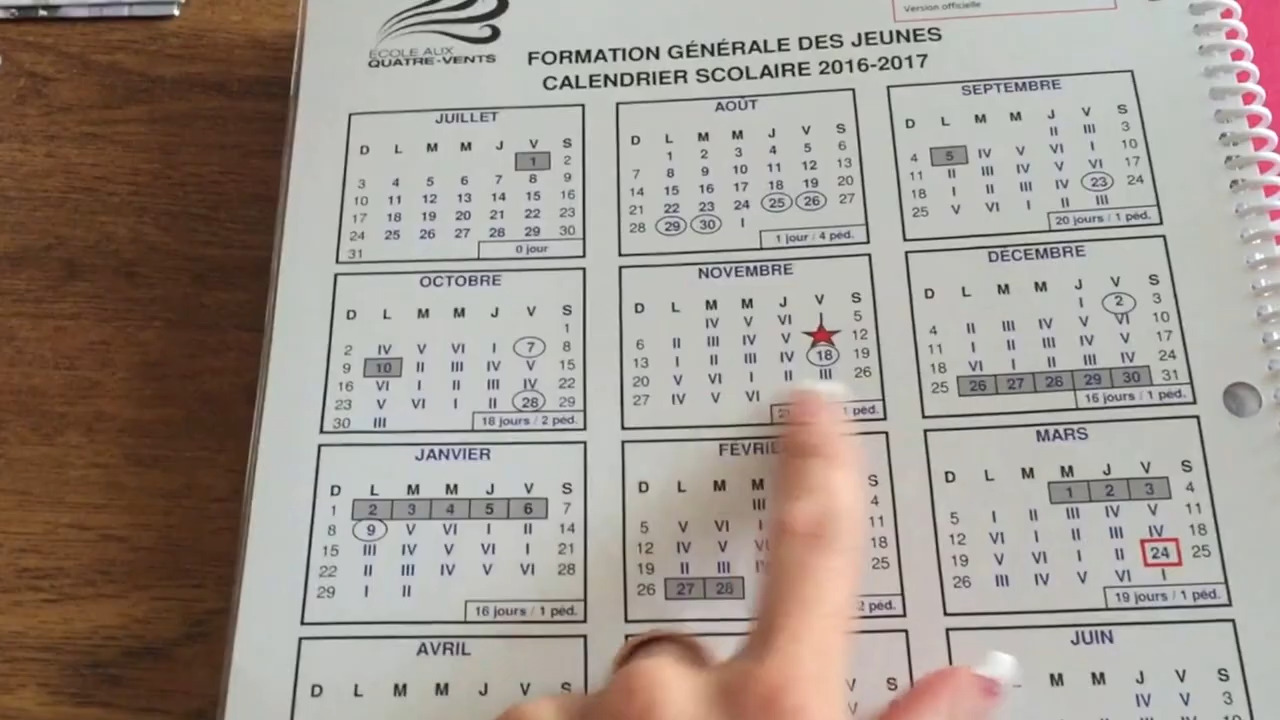 Version officielle
ÉCOLE AUX
QUATRE-VENTS
FORMATION GÉNÉRALE DES JEUNES
CALENDRIER SCOLAIRE 2016-2017
JUILLET
D L M M J V S
1 2
3 4 5 6 7 8 9
10 11 12 13 14 15 16
17 18 19 20 21 22 23
24 25 26 27 28 29 30
31
0 jour
AOÛT
D L M M J V S
1 2 3 4 5 6
7 8 9 10 11 12 13
14 15 16 17 18 19 20
21 22 23 24 25 26 27
28 29 30 I
1 jour / 4 péd.
SEPTEMBRE
D L M M J V S
II III 3
4 5 IV V VI I 10
11 II III IV V VI 17
18 I II III IV 23 24
25 V VI I II III
20 jours / 1 péd.
OCTOBRE
D L M M J V S
1
2 IV V VI I 7 8
9 10 II III IV V 15
16 VI I II III IV 22
23 V VI I II 28 29
30 III
18 jours / 2 péd.
NOVEMBRE
D L M M J V S
IV V VI I 5
6 II III IV V 12
13 I II III IV 18 19
20 V VI I II III 26
27 IV V VI
1 péd.
DÉCEMBRE
D L M M J V S
I 2 3
4 II III IV V VI 10
11 I II III IV V 17
18 VI I II III IV 24
25 26 27 28 29 30 31
16 jours / 1 péd.
JANVIER
D L M M J V S
1 2 3 4 5 6 7
8 9 V VI I II 14
15 III IV V VI I 21
22 II III IV V VI 28
29 I II
16 jours / 1 péd.
FÉVRIE
D L M M S
III 4
5 V VI I 11
12 IV V 18
19 II III 25
26 27 28
2 péd.
MARS
D L M M J V S
1 2 3 4
5 I II III IV V 11
12 VI I II III IV 18
19 V VI I II 24 25
26 III IV V VI I
19 jours / 1 péd.
AVRIL
D L M M J V S
V S
JUIN
M M J V S
IV V 3